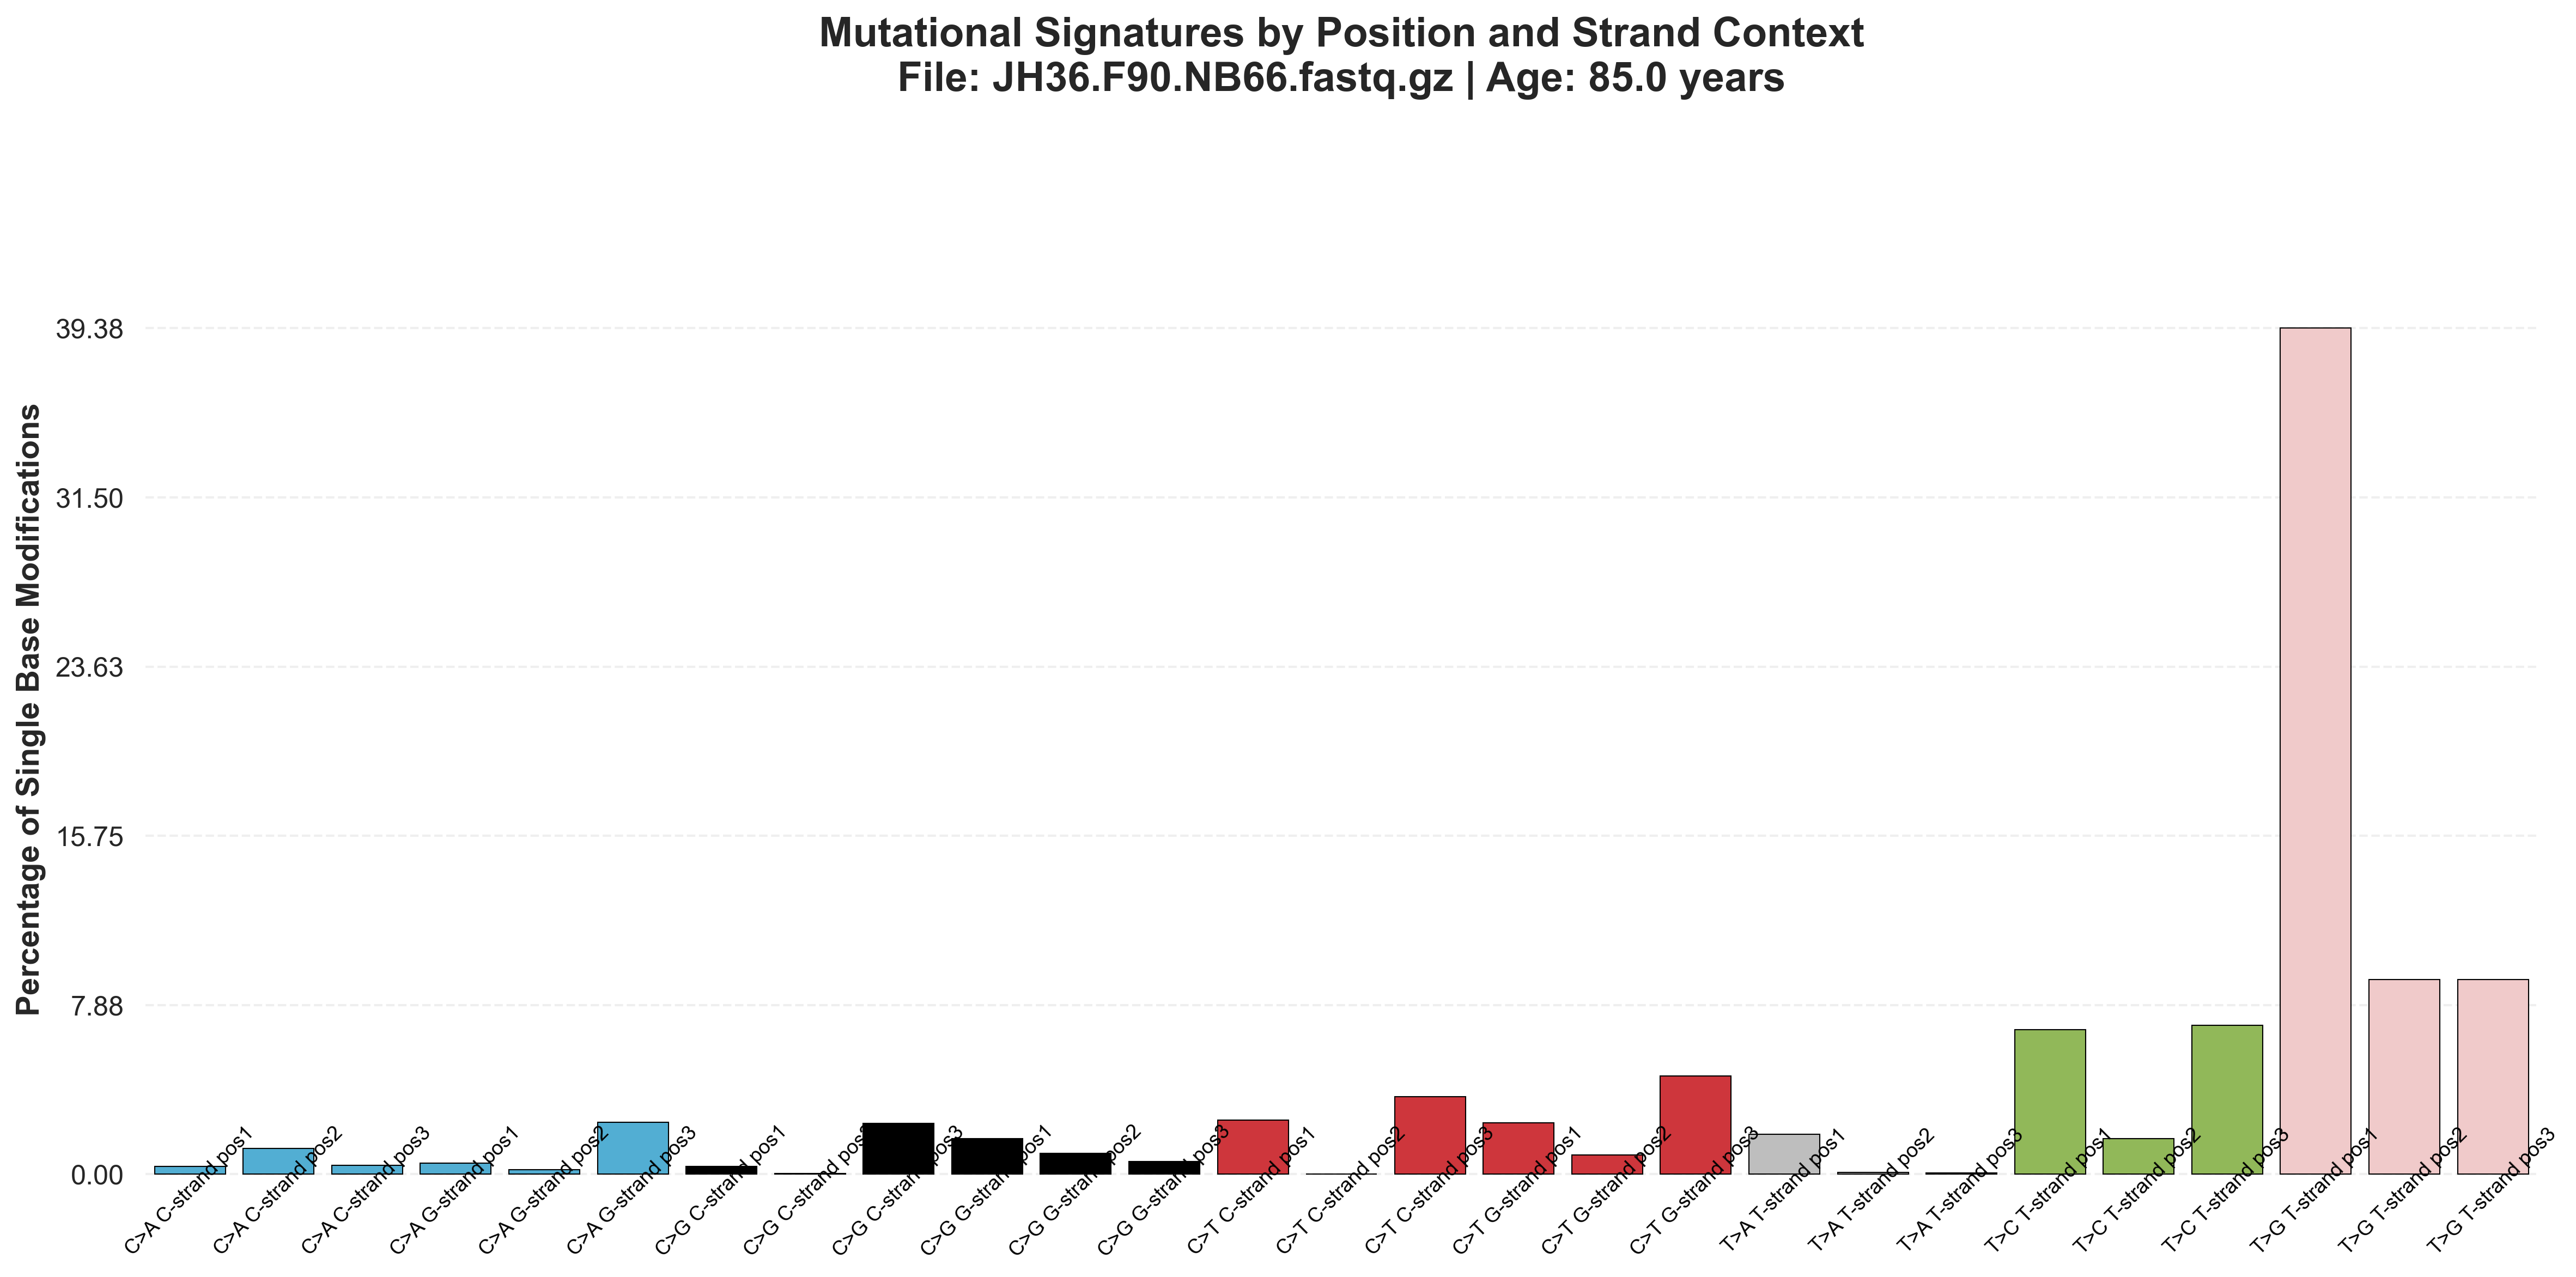 Mutational Signatures by Position and Strand Context
File: JH36.F90.NB66.fastq.gz | Age: 85.0 years
Percentage of Single Base Modifications
39.38
31.50
23.63
15.75
7.88
0.00
C>A C-strand pos1
C>A C-strand pos2
C>A C-strand pos3
C>A G-strand pos1
C>A G-strand pos2
C>A G-strand pos3
C>G C-strand pos1
C>G C-strand pos2
C>G C-strand pos3
C>G G-strand pos1
C>G G-strand pos2
C>G G-strand pos3
C>T C-strand pos1
C>T C-strand pos2
C>T C-strand pos3
C>T G-strand pos1
C>T G-strand pos2
C>T G-strand pos3
T>A T-strand pos1
T>A T-strand pos2
T>A T-strand pos3
T>C T-strand pos1
T>C T-strand pos2
T>C T-strand pos3
T>G T-strand pos1
T>G T-strand pos2
T>G T-strand pos3